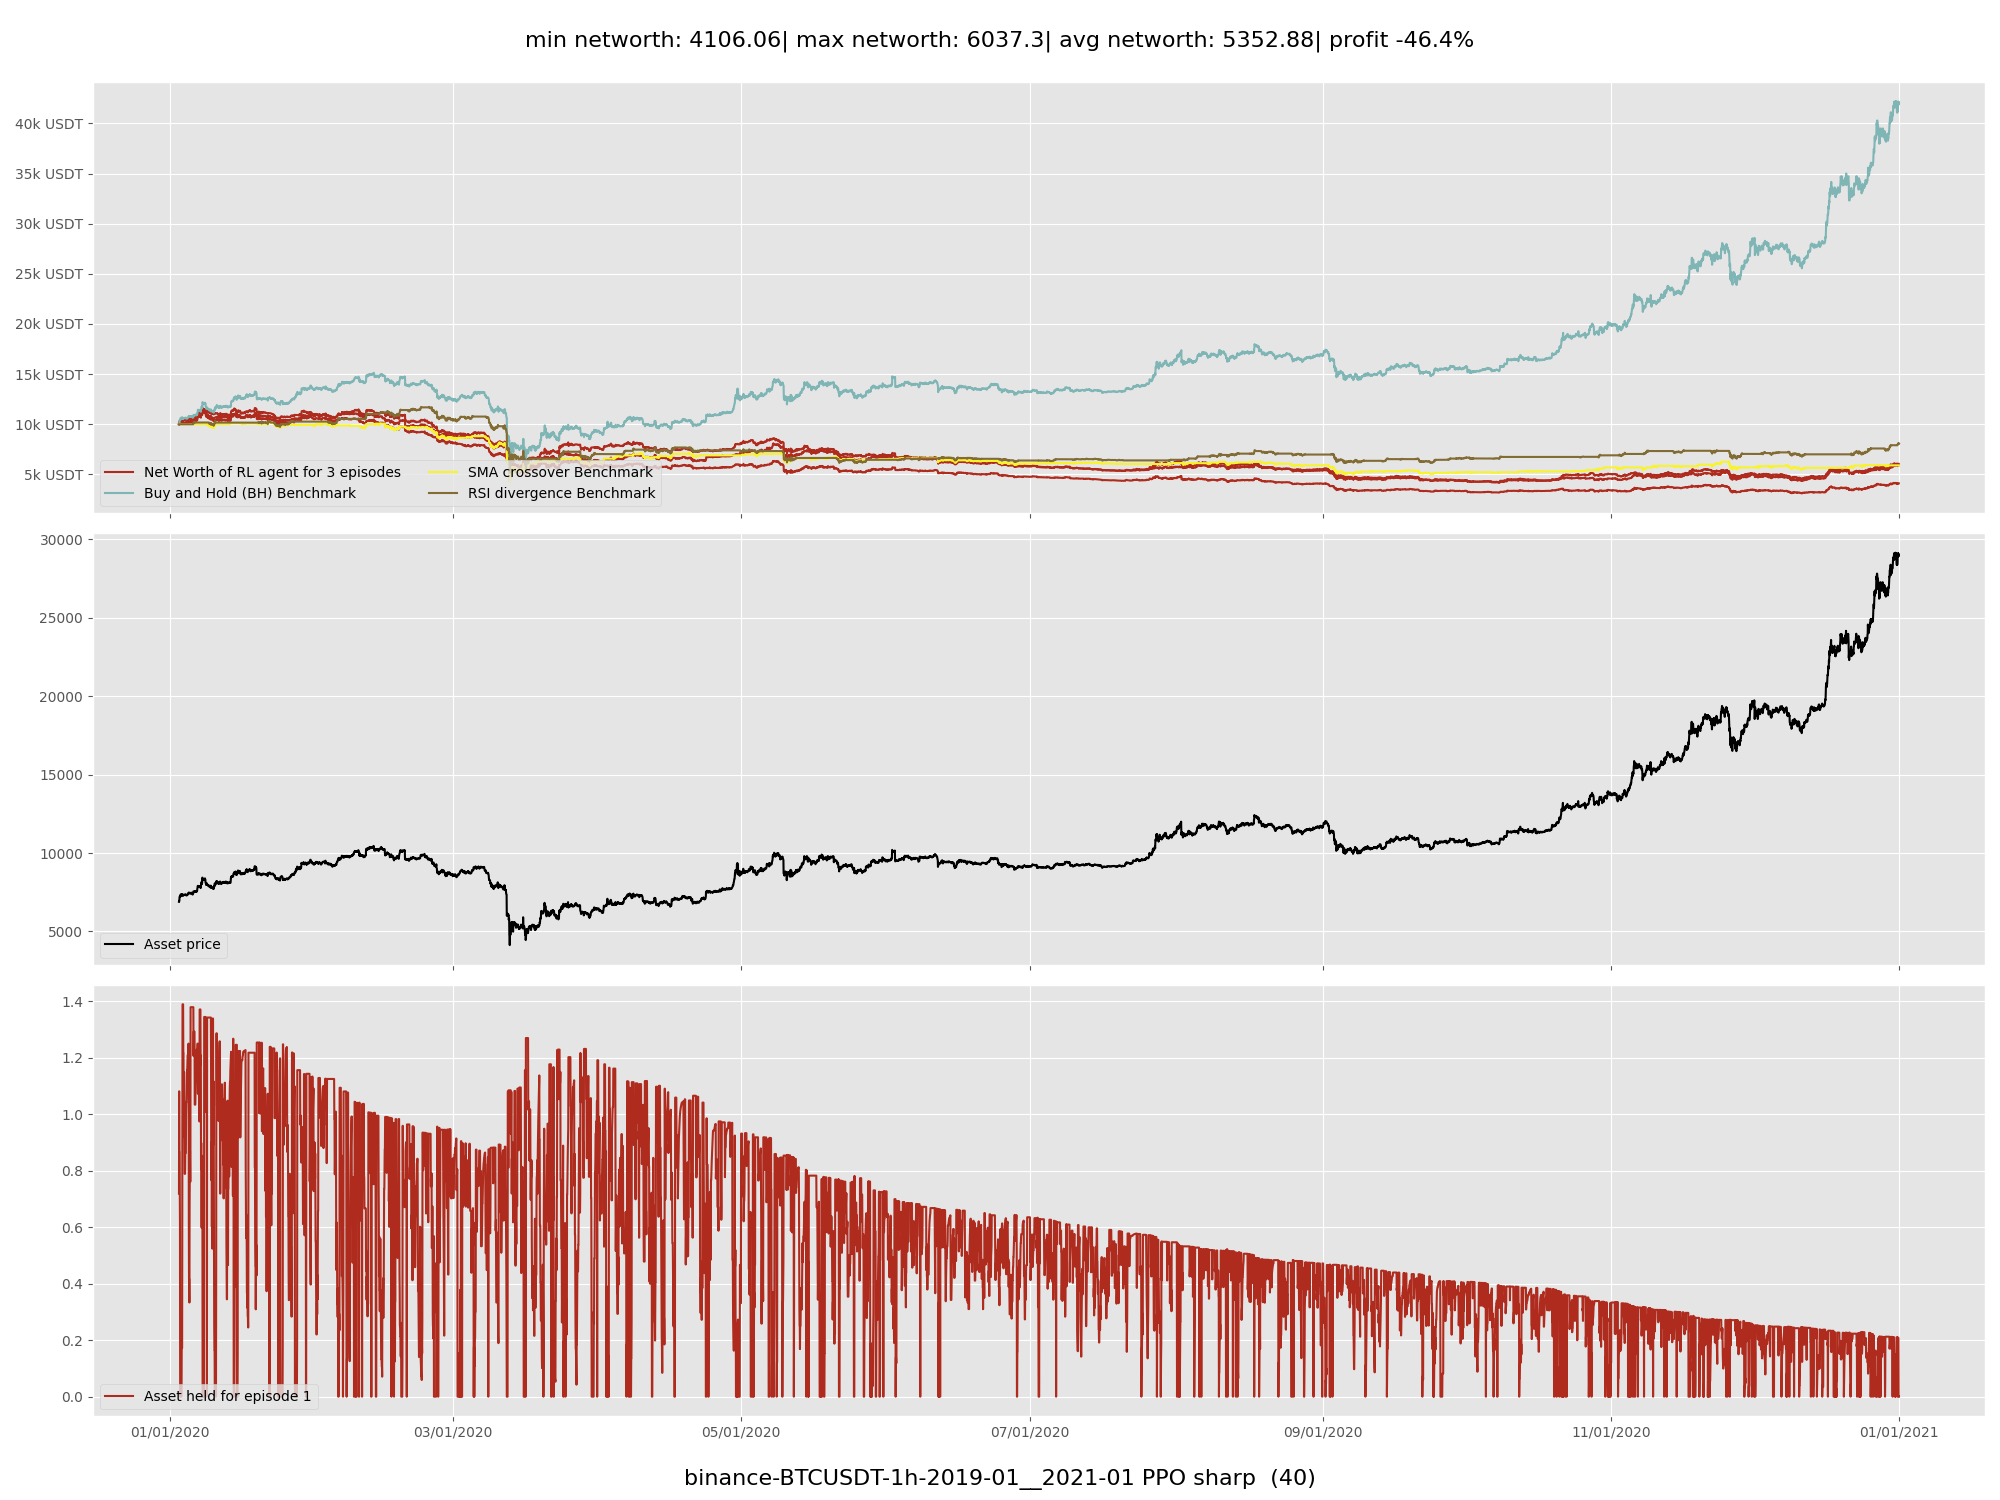 min networth: 4106.06| max networth: 6037.3| avg networth: 5352.88| profit -46.4%
40k USDT
35k USDT
30k USDT
25k USDT
20k USDT
15k USDT
10k USDT
5k USDT
Net Worth of RL agent for 3 episodes
Buy and Hold (BH) Benchmark
SMA crossover Benchmark
RSI divergence Benchmark
30000
25000
20000
15000
10000
5000
Asset price
1.4
1.2
1.0
0.8
0.6
0.4
0.2
0.0
Asset held for episode 1
01/01/2020 03/01/2020 05/01/2020 07/01/2020 09/01/2020 11/01/2020 01/01/2021
binance-BTCUSDT-1h-2019-01__2021-01 PPO sharp  (40)